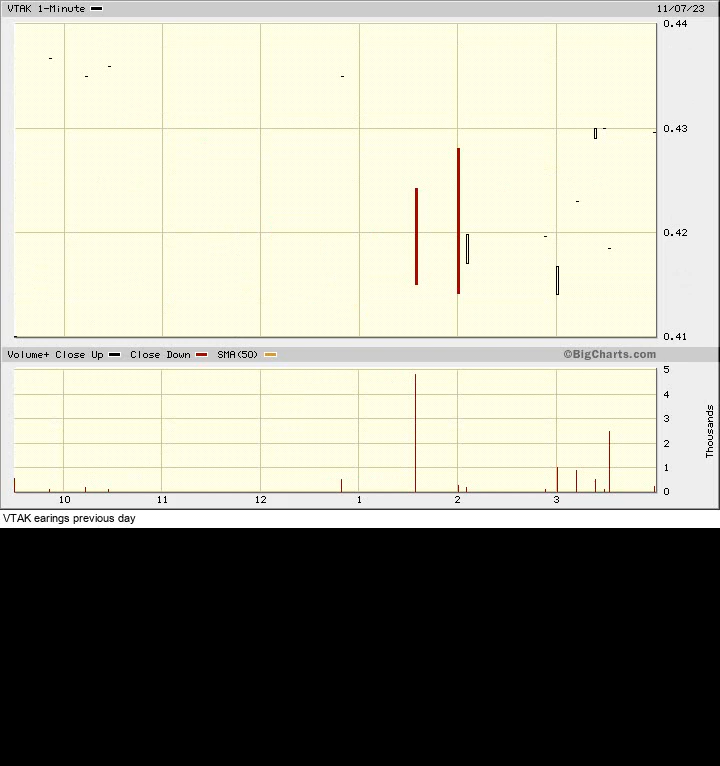 VTAK 1-Minute 11/07/23
0.44
0.43
0.42
0.41
Volume+ Close Up Close Down SMA(50) ©BigCharts.com
5
4
3
2
1
0
Thousands
10 11 12 1 2 3
VTAK earings previous day